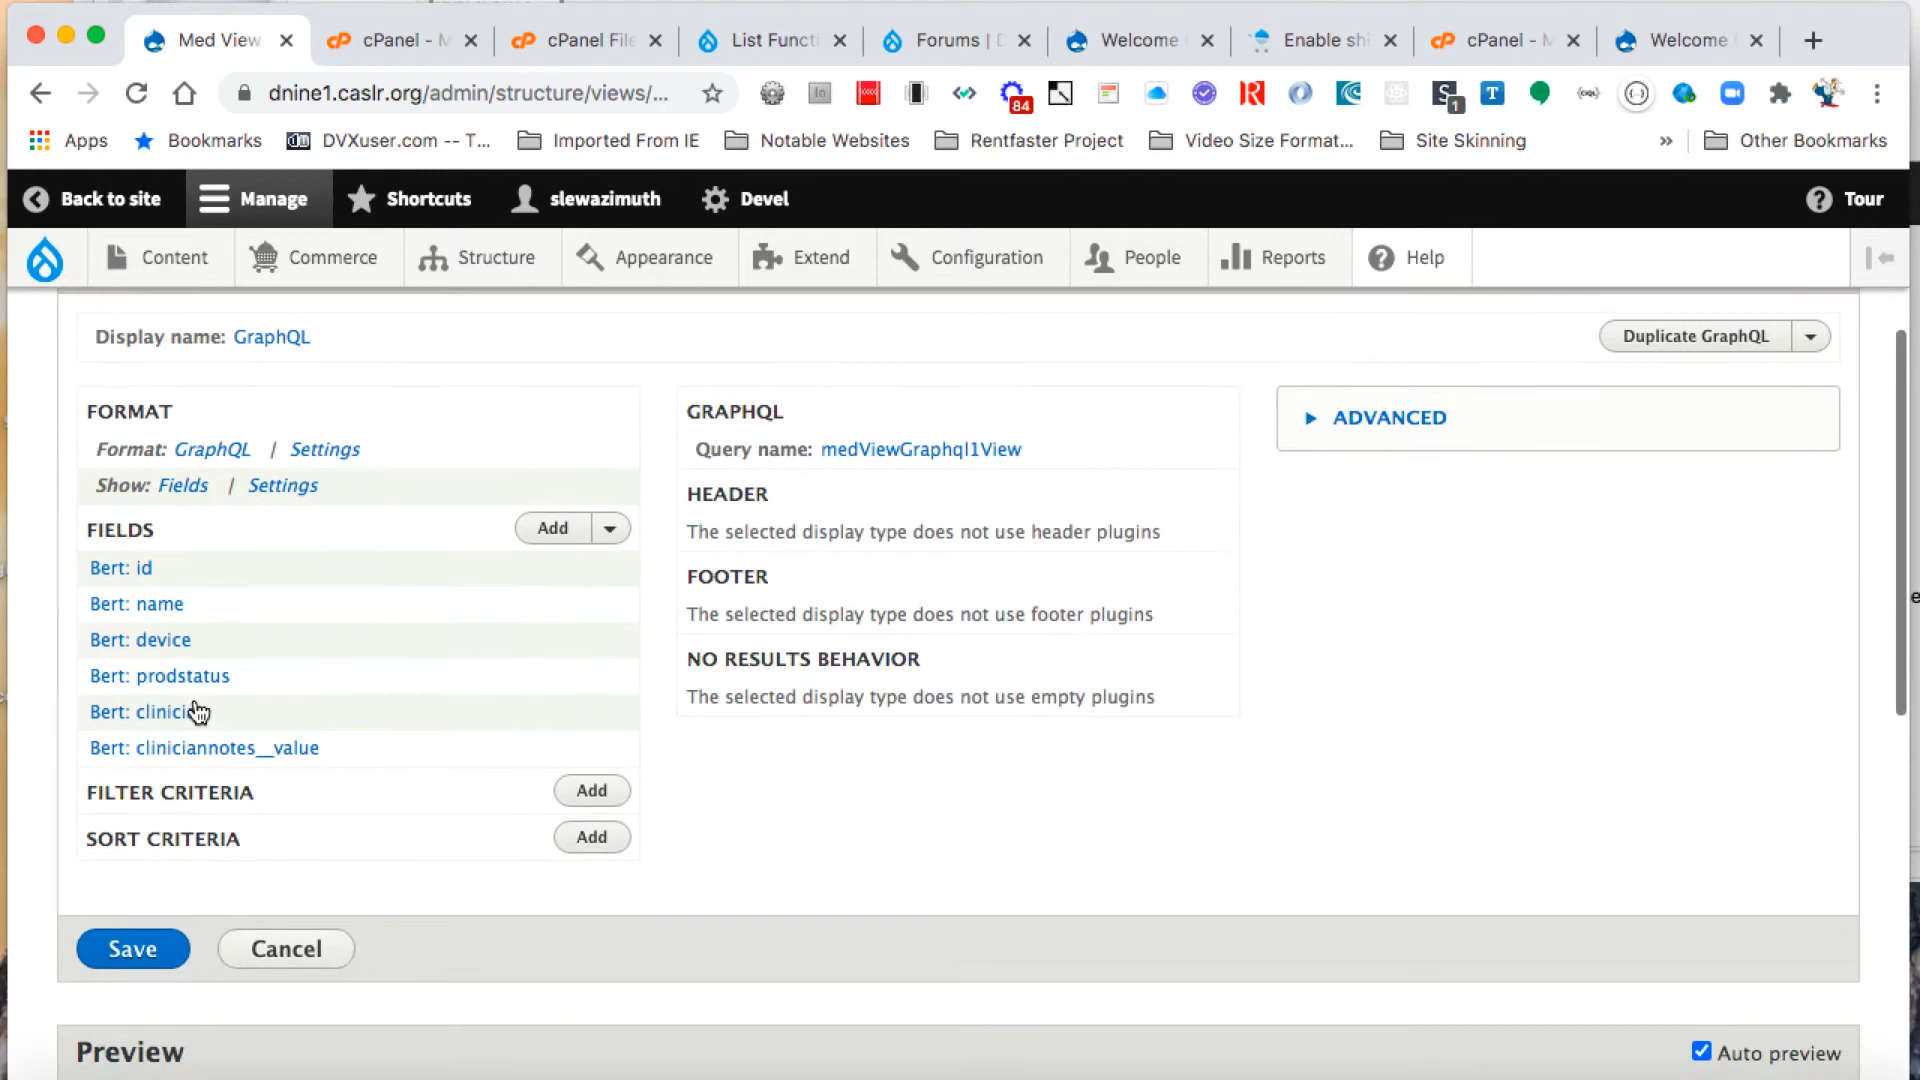 Med View
cPanel - M
cPanel File
List Functi
Forums | D
Welcome
Enable shi
cPanel - M
Welcome
dnine1.caslr.org/admin/structure/views/...
84
1
Apps
Bookmarks
DVXuser.com -- T...
Imported From IE
Notable Websites
Rentfaster Project
Video Size Format...
Site Skinning
»
Other Bookmarks
Back to site
Manage
Shortcuts
slewazimuth
Devel
Tour
Content
Commerce
Structure
Appearance
Extend
Configuration
People
Reports
Help
Display name: GraphQL
Duplicate GraphQL
FORMAT
Format: GraphQL | Settings
Show: Fields | Settings
FIELDS
Add
Bert: id
Bert: name
Bert: device
Bert: prodstatus
Bert: clinici
Bert: cliniciannotes__value
FILTER CRITERIA
Add
SORT CRITERIA
Add
GRAPHQL
Query name: medViewGraphql1View
HEADER
The selected display type does not use header plugins
FOOTER
The selected display type does not use footer plugins
NO RESULTS BEHAVIOR
The selected display type does not use empty plugins
ADVANCED
Save
Cancel
Preview
Auto preview